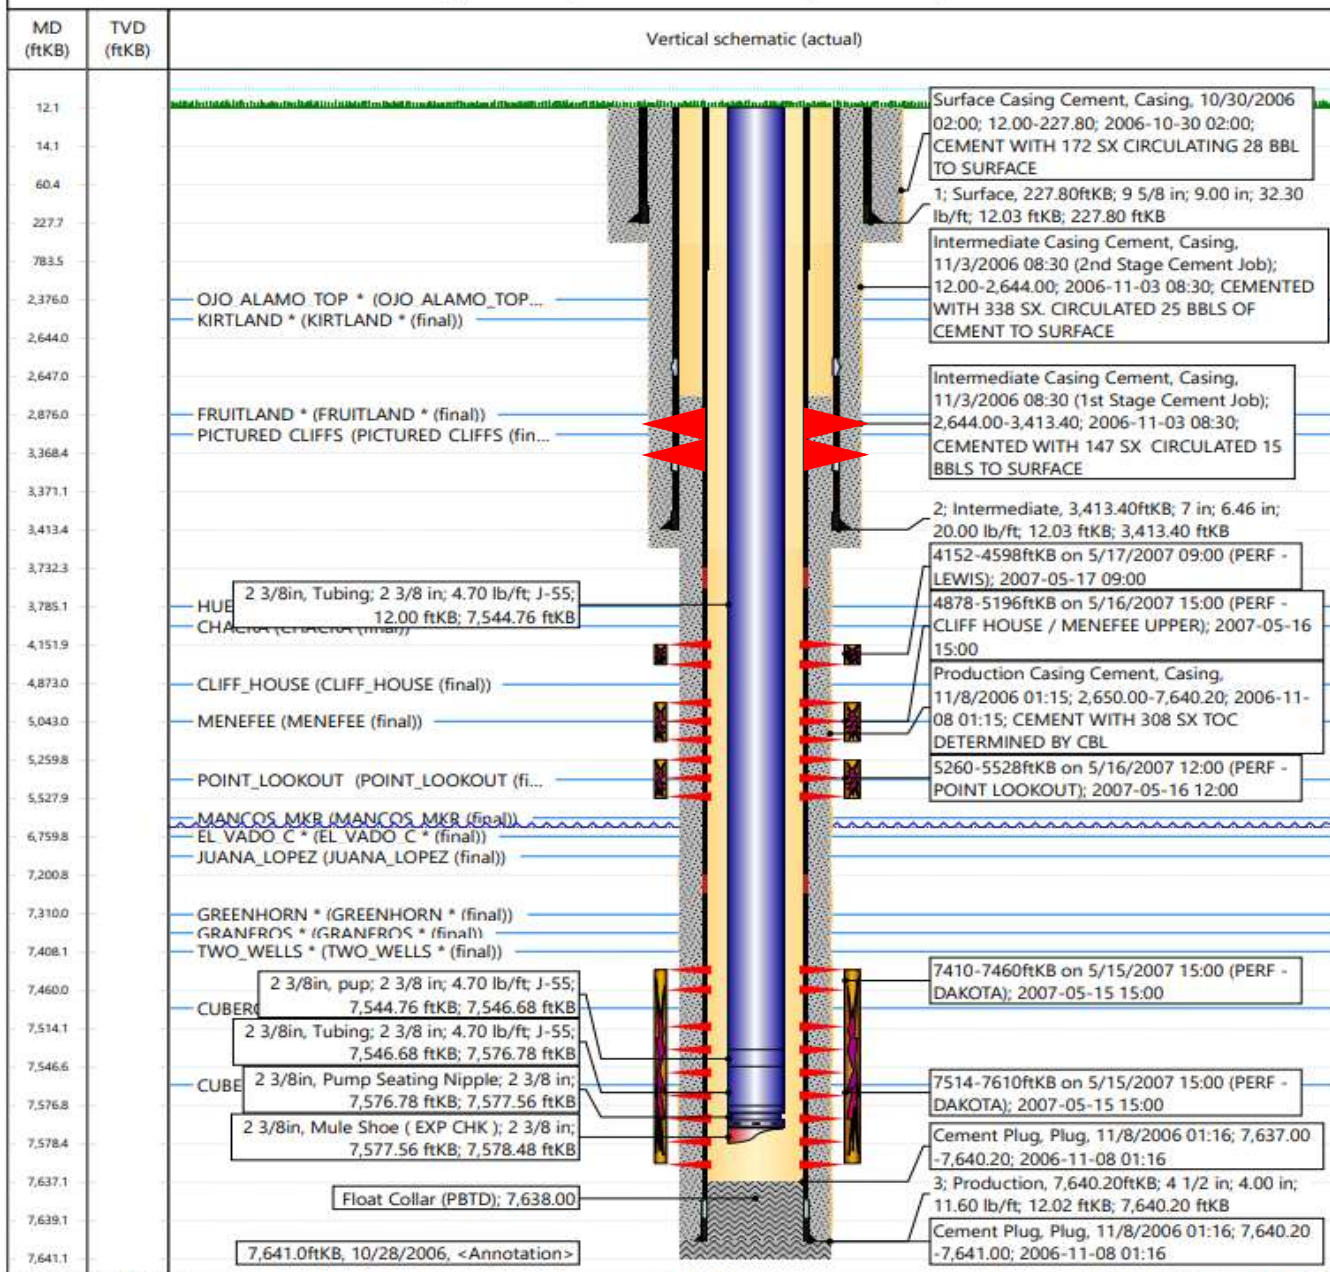 MD
(ftKB)
TVD
(ftKB)
Vertical schematic (actual)
12.1
14.1
60.4
227.7
783.5
2,376.0
2,644.0
2,647.0
2,876.0
3,368.4
3,371.1
3,413.4
3,732.3
3,785.1
4,151.9
4,873.0
5,043.0
5,259.8
5,527.9
6,759.8
7,200.8
7,310.0
7,408.1
7,460.0
7,514.1
7,546.6
7,576.8
7,578.4
7,637.1
7,639.1
7,641.1
OJO_ALAMO_TOP * (OJO_ALAMO_TOP...
KIRTLAND * (KIRTLAND * (final))
FRUITLAND * (FRUITLAND * (final))
PICTURED CLIFFS (PICTURED CLIFFS (fin...
2 3/8in, Tubing; 2 3/8 in; 4.70 lb/ft; J-55;
12.00 ftKB; 7,544.76 ftKB
HUE
CHACRA (CHACRA (final))
CLIFF_HOUSE (CLIFF_HOUSE (final))
MENEFEE (MENEFEE (final))
POINT_LOOKOUT (POINT_LOOKOUT (fi...
MANCOS_MKR (MANCOS_MKR (final))
EL_VADO_C * (EL_VADO_C * (final))
JUANA_LOPEZ (JUANA_LOPEZ (final))
GREENHORN * (GREENHORN * (final))
GRANEROS * (GRANEROS * (final))
TWO_WELLS * (TWO_WELLS * (final))
2 3/8in, pup; 2 3/8 in; 4.70 lb/ft; J-55;
7,544.76 ftKB; 7,546.68 ftKB
CUBERO
2 3/8in, Tubing; 2 3/8 in; 4.70 lb/ft; J-55;
7,546.68 ftKB; 7,576.78 ftKB
2 3/8in, Pump Seating Nipple; 2 3/8 in;
7,576.78 ftKB; 7,577.56 ftKB
CUBE
2 3/8in, Mule Shoe ( EXP CHK ); 2 3/8 in;
7,577.56 ftKB; 7,578.48 ftKB
Float Collar (PBTD); 7,638.00
7,641.0ftKB, 10/28/2006, <Annotation>
Surface Casing Cement, Casing, 10/30/2006
02:00; 12.00-227.80; 2006-10-30 02:00;
CEMENT WITH 172 SX CIRCULATING 28 BBL
TO SURFACE
1; Surface, 227.80ftKB; 9 5/8 in; 9.00 in; 32.30
lb/ft; 12.03 ftKB; 227.80 ftKB
Intermediate Casing Cement, Casing,
11/3/2006 08:30 (2nd Stage Cement Job);
12.00-2,644.00; 2006-11-03 08:30; CEMENTED
WITH 338 SX. CIRCULATED 25 BBLS OF
CEMENT TO SURFACE
Intermediate Casing Cement, Casing,
11/3/2006 08:30 (1st Stage Cement Job);
2,644.00-3,413.40; 2006-11-03 08:30;
CEMENTED WITH 147 SX CIRCULATED 15
BBLS TO SURFACE
2; Intermediate, 3,413.40ftKB; 7 in; 6.46 in;
20.00 lb/ft; 12.03 ftKB; 3,413.40 ftKB
4152-4598ftKB on 5/17/2007 09:00 (PERF -
LEWIS); 2007-05-17 09:00
4878-5196ftKB on 5/16/2007 15:00 (PERF -
CLIFF HOUSE / MENEFEE UPPER); 2007-05-16
15:00
Production Casing Cement, Casing,
11/8/2006 01:15; 2,650.00-7,640.20; 2006-11-
08 01:15; CEMENT WITH 308 SX TOC
DETERMINED BY CBL
5260-5528ftKB on 5/16/2007 12:00 (PERF -
POINT LOOKOUT); 2007-05-16 12:00
7410-7460ftKB on 5/15/2007 15:00 (PERF -
DAKOTA); 2007-05-15 15:00
7514-7610ftKB on 5/15/2007 15:00 (PERF -
DAKOTA); 2007-05-15 15:00
Cement Plug, Plug, 11/8/2006 01:16; 7,637.00
-7,640.20; 2006-11-08 01:16
3; Production, 7,640.20ftKB; 4 1/2 in; 4.00 in;
11.60 lb/ft; 12.02 ftKB; 7,640.20 ftKB
Cement Plug, Plug, 11/8/2006 01:16; 7,640.20
-7,641.00; 2006-11-08 01:16